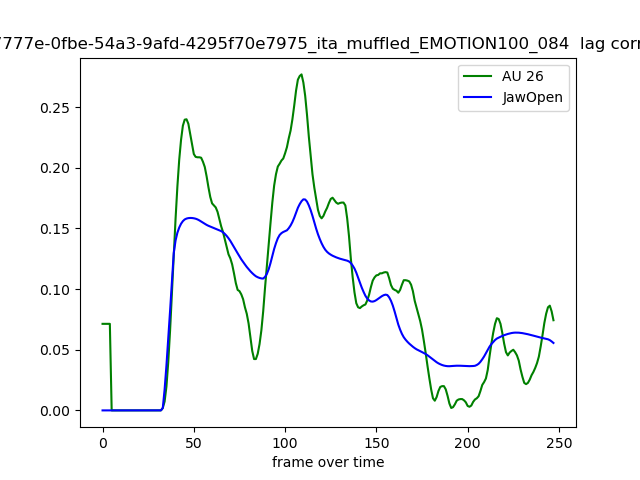 7777e-0fbe-54a3-9afd-4295f70e7975_ita_muffled_EMOTION100_084 lag corr
AU 26
JawOpen
0.25
0.20
0.15
0.10
0.05
0.00
0 50 100 150 200 250
frame over time